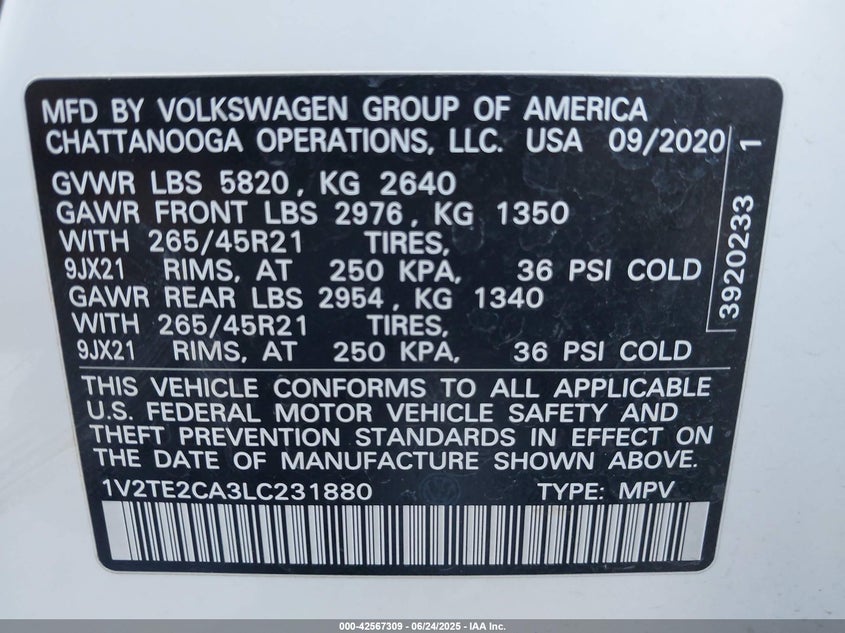 MFD BY VOLKSWAGEN GROUP OF AMERICA
CHATTANOOGA OPERATIONS, LLC. USA 09/2020
GVWR LBS 5820, KG 2640
GAWR FRONT LBS 2976, KG 1350
WITH 265/45R21 TIRES,
9JX21 RIMS, AT 250 KPA, 36 PSI COLD
GAWR REAR LBS 2954, KG 1340
WITH 265/45R21 TIRES,
9JX21 RIMS, AT 250 KPA, 36 PSI COLD
3920233 1
THIS VEHICLE CONFORMS TO ALL APPLICABLE
U.S. FEDERAL MOTOR VEHICLE SAFETY AND
THEFT PREVENTION STANDARDS IN EFFECT ON
THE DATE OF MANUFACTURE SHOWN ABOVE.
1V2TE2CA3LC231880 TYPE: MPV
000-42567309 - 06/24/2025 - IAA Inc.